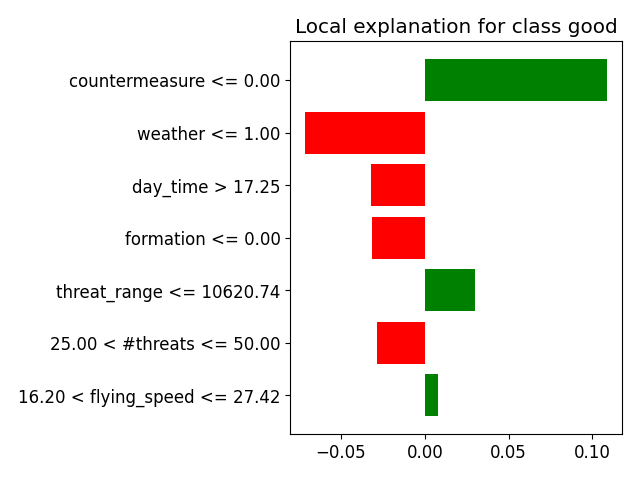 Local explanation for class good
countermeasure <= 0.00
weather <= 1.00
day_time > 17.25
formation <= 0.00
threat_range <= 10620.74
25.00 < #threats <= 50.00
16.20 < flying_speed <= 27.42
−0.05 0.00 0.05 0.10